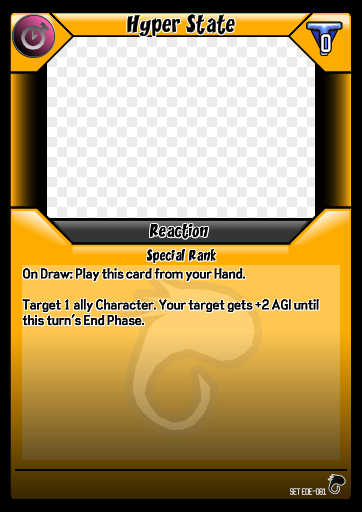 Hyper State
0
Reaction
Special Rank
On Draw: Play this card from your Hand.
Target 1 ally Character. Your target gets +2 AGI until
this turn's End Phase.
SET EDE-081